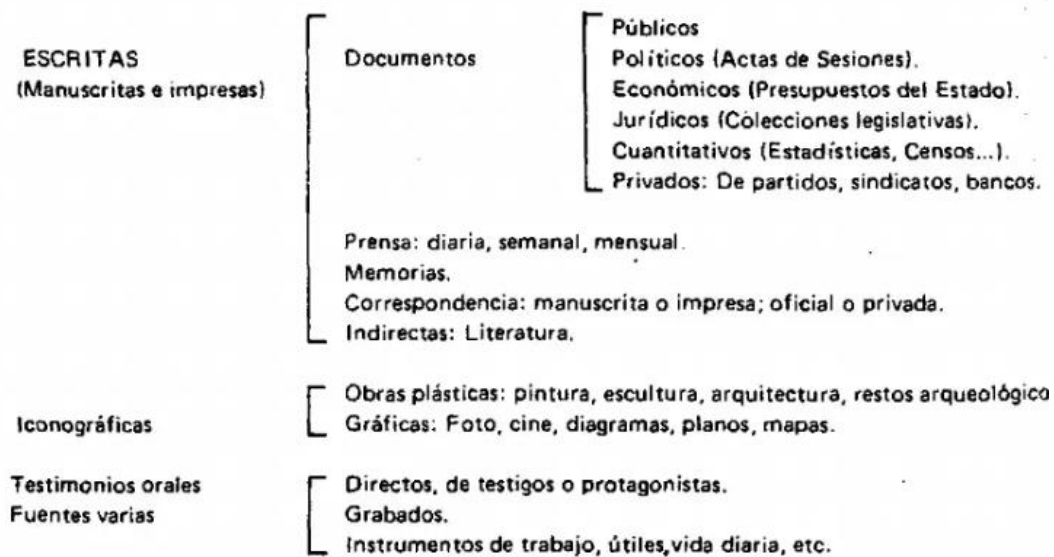 Públicos
ESCRITAS
Documentos
Políticos (Actas de Sesiones).
(Manuscritas e impresas)
Económicos (Presupuestos del Estado).
Jurídicos (Colecciones legislativas).
Cuantitativos (Estadísticas, Censos...).
Privados: De partidos, sindicatos, bancos.
Prensa: diaria, semanal, mensual.
Memorias.
Correspondencia: manuscrita o impresa; oficial o privada.
Indirectas: Literatura.
Iconográficas
Obras plásticas: pintura, escultura, arquitectura, restos arqueológico
Gráficas: Foto, cine, diagramas, planos, mapas.
Testimonios orales
Fuentes varias
Directos, de testigos o protagonistas.
Grabados.
Instrumentos de trabajo, útiles,vida diaria, etc.